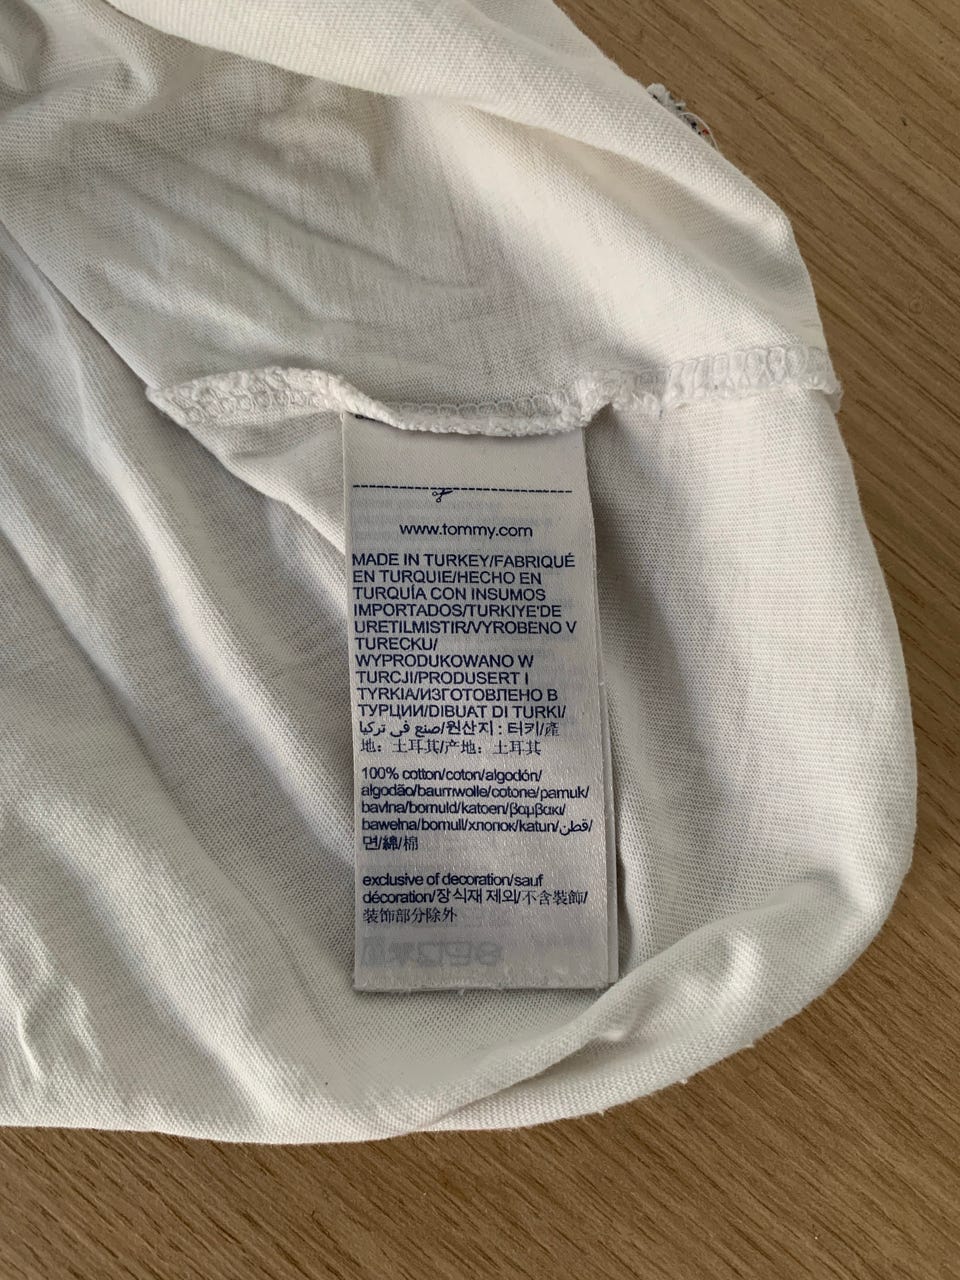 www.tommy.com
MADE IN TURKEY/FABRIQUÉ
EN TURQUIE/HECHO EN
TURQUÍA CON INSUMOS
IMPORTADOS/TURKIYE'DE
URETILMISTIR/VYROBENO V
TURECKU/
WYPRODUKOWANO W
TURCJI/PRODUSERT I
TYRKIA/ИЗГОТОВЛЕНО В
ТУРЦИИ/DIBUAT DI TURKI/
صنع في تركيا/원산지 : 터키/產
地：土耳其/产地：土耳其
100% cotton/coton/algodón/
algodão/baumwolle/cotone/pamuk/
bavlna/bomuld/katoen/βαμβακι/
bawełna/bomull/хлопок/katun/قطن/
면/綿/棉
exclusive of decoration/sauf
décoration/장식재 제외/不含裝飾/
装饰部分除外